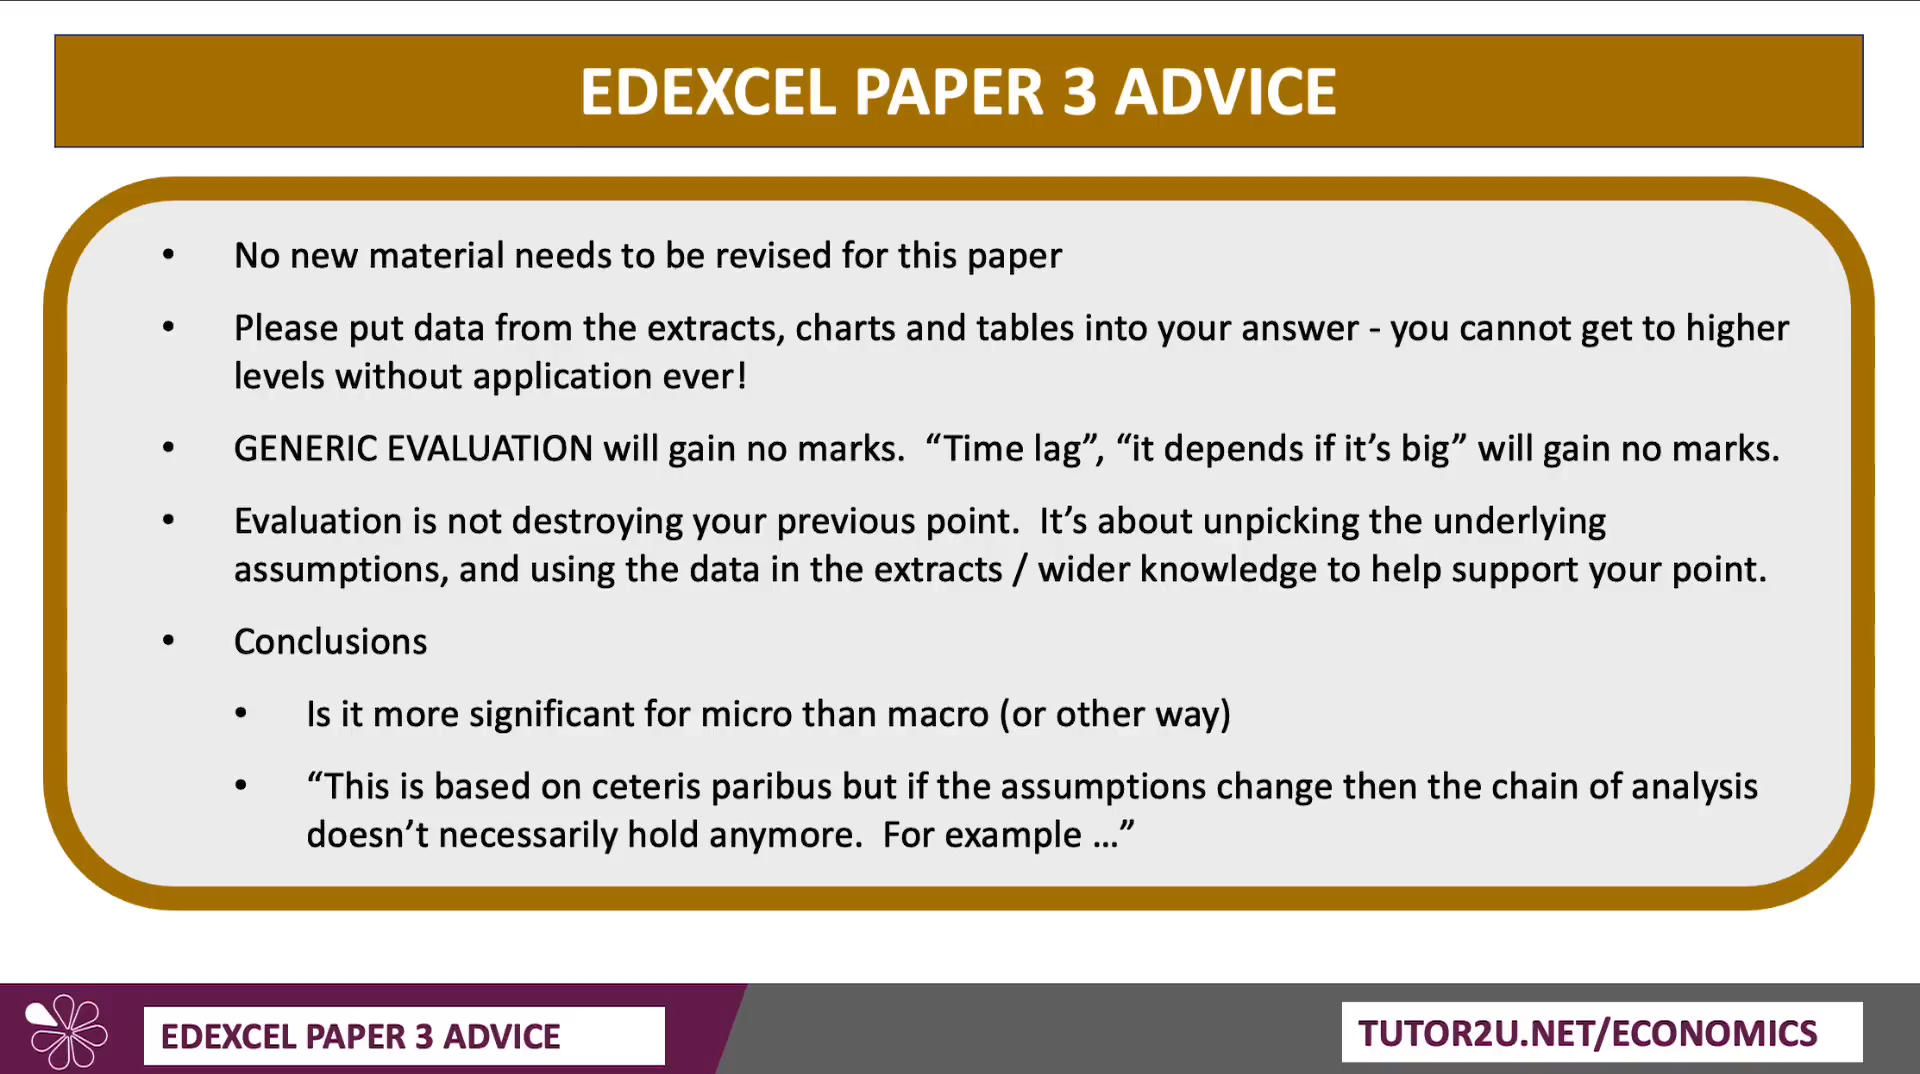 EDEXCEL PAPER 3 ADVICE
• No new material needs to be revised for this paper
• Please put data from the extracts, charts and tables into your answer - you cannot get to higher
levels without application ever!
• GENERIC EVALUATION will gain no marks.  “Time lag”, “it depends if it’s big” will gain no marks.
• Evaluation is not destroying your previous point.  It’s about unpicking the underlying
assumptions, and using the data in the extracts / wider knowledge to help support your point.
• Conclusions
• Is it more significant for micro than macro (or other way)
• “This is based on ceteris paribus but if the assumptions change then the chain of analysis
doesn’t necessarily hold anymore.  For example …”
EDEXCEL PAPER 3 ADVICE
TUTOR2U.NET/ECONOMICS